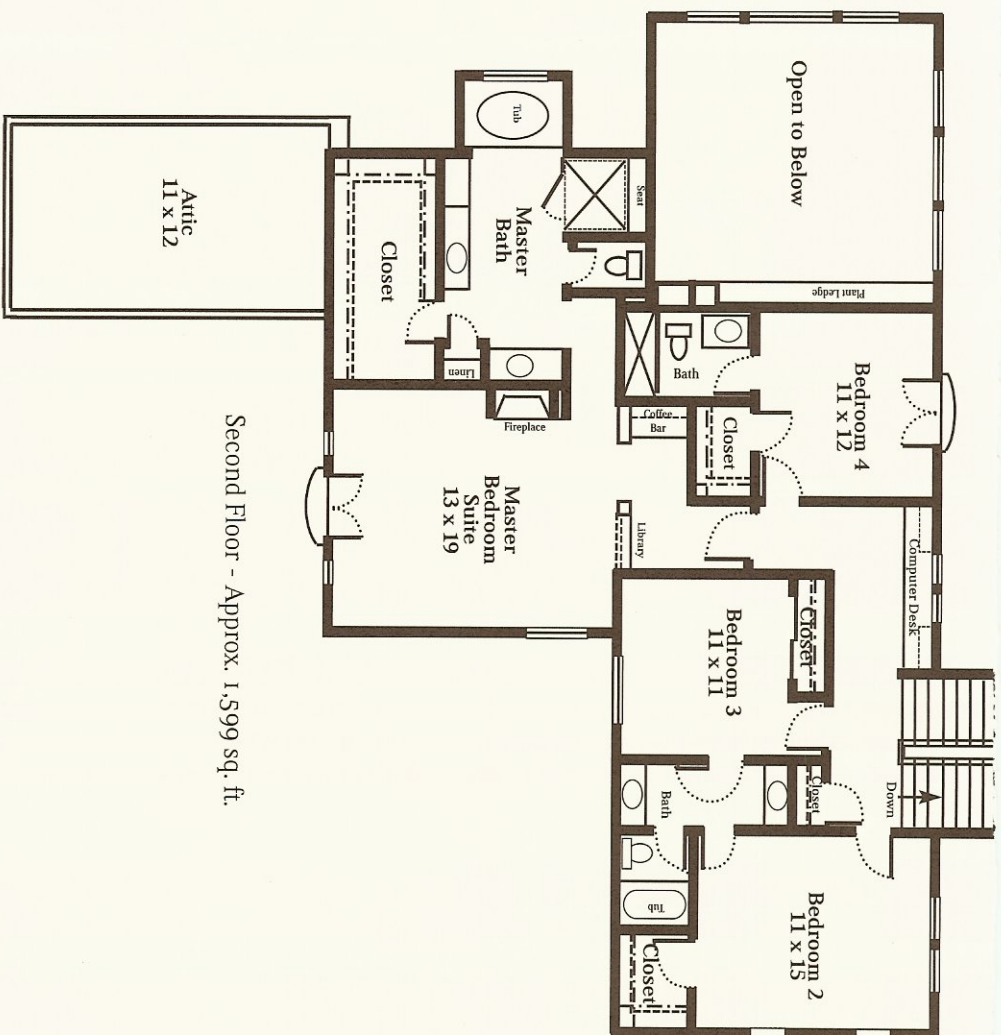 Open to Below
Plant Ledge
Tub
Seat
Master
Bath
Attic
11 x 12
Closet
Linen
Bath
Bedroom 4
11 x 12
Closet
Coffee
Bar
Fireplace
Master
Bedroom
Suite
13 x 19
Library
Computer Desk
Closet
Bedroom 3
11 x 11
Closet
Down
Bath
Tub
Closet
Bedroom 2
11 x 15
Second Floor - Approx. 1,599 sq. ft.